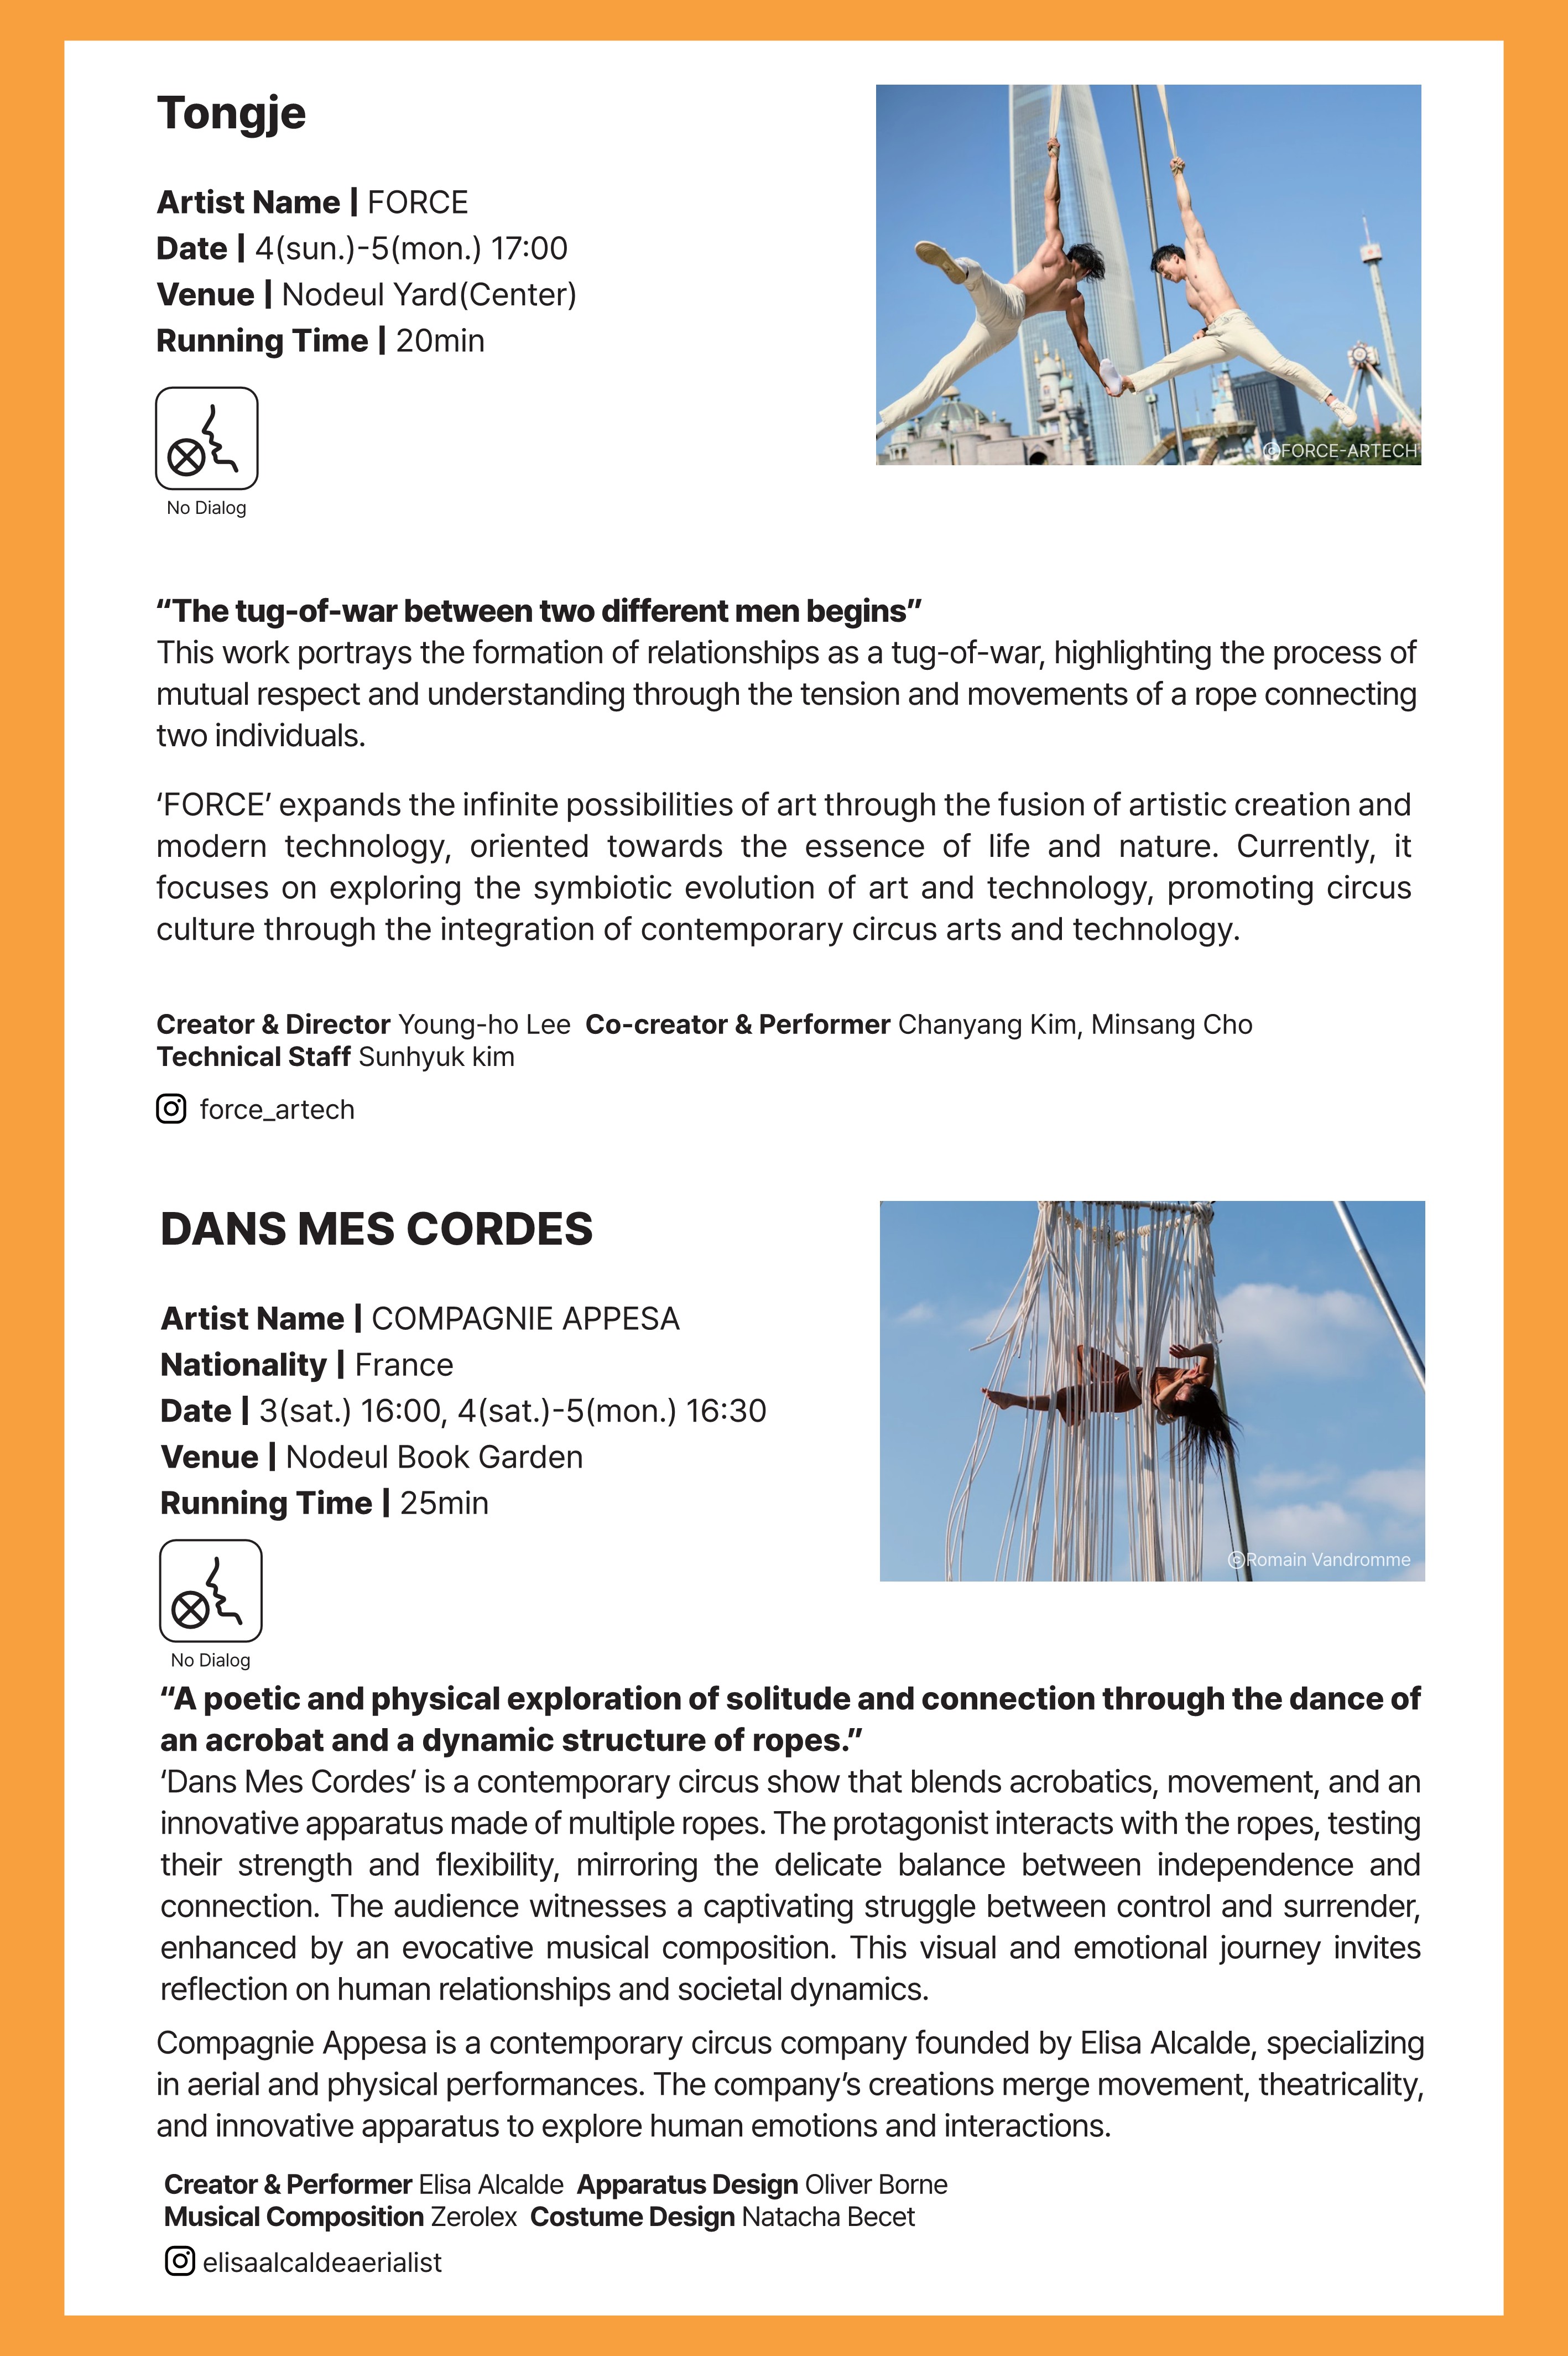 Tongje
Artist Name | FORCE
Date | 4(sun.)-5(mon.) 17:00
Venue | Nodeul Yard(Center)
Running Time | 20min
No Dialog
©FORCE-ARTECH
“The tug-of-war between two different men begins”
This work portrays the formation of relationships as a tug-of-war, highlighting the process of
mutual respect and understanding through the tension and movements of a rope connecting
two individuals.
‘FORCE’ expands the infinite possibilities of art through the fusion of artistic creation and
modern technology, oriented towards the essence of life and nature. Currently, it
focuses on exploring the symbiotic evolution of art and technology, promoting circus
culture through the integration of contemporary circus arts and technology.
Creator & Director Young-ho Lee Co-creator & Performer Chanyang Kim, Minsang Cho
Technical Staff Sunhyuk kim
force_artech
DANS MES CORDES
Artist Name | COMPAGNIE APPESA
Nationality | France
Date | 3(sat.) 16:00, 4(sat.)-5(mon.) 16:30
Venue | Nodeul Book Garden
Running Time | 25min
©Romain Vandromme
No Dialog
“A poetic and physical exploration of solitude and connection through the dance of
an acrobat and a dynamic structure of ropes.”
‘Dans Mes Cordes’ is a contemporary circus show that blends acrobatics, movement, and an
innovative apparatus made of multiple ropes. The protagonist interacts with the ropes, testing
their strength and flexibility, mirroring the delicate balance between independence and
connection. The audience witnesses a captivating struggle between control and surrender,
enhanced by an evocative musical composition. This visual and emotional journey invites
reflection on human relationships and societal dynamics.
Compagnie Appesa is a contemporary circus company founded by Elisa Alcalde, specializing
in aerial and physical performances. The company’s creations merge movement, theatricality,
and innovative apparatus to explore human emotions and interactions.
Creator & Performer Elisa Alcalde Apparatus Design Oliver Borne
Musical Composition Zerolex Costume Design Natacha Becet
elisaalcaldeaerialist